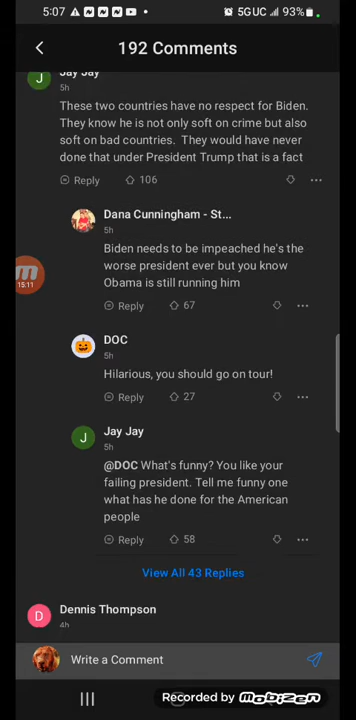 5:07
5GUC
93%
192 Comments
Jay Jay
J
5h
These two countries have no respect for Biden.
They know he is not only soft on crime but also
soft on bad countries. They would have never
done that under President Trump that is a fact
Reply 106
Dana Cunningham - St...
5h
Biden needs to be impeached he's the
worse president ever but you know
Obama is still running him
15:11
Reply 67
DOC
5h
Hilarious, you should go on tour!
Reply 27
J
Jay Jay
5h
@DOC What's funny? You like your
failing president. Tell me funny one
what has he done for the American
people
Reply 58
View All 43 Replies
D
Dennis Thompson
4h
Write a Comment
Recorded by MOBIZEN